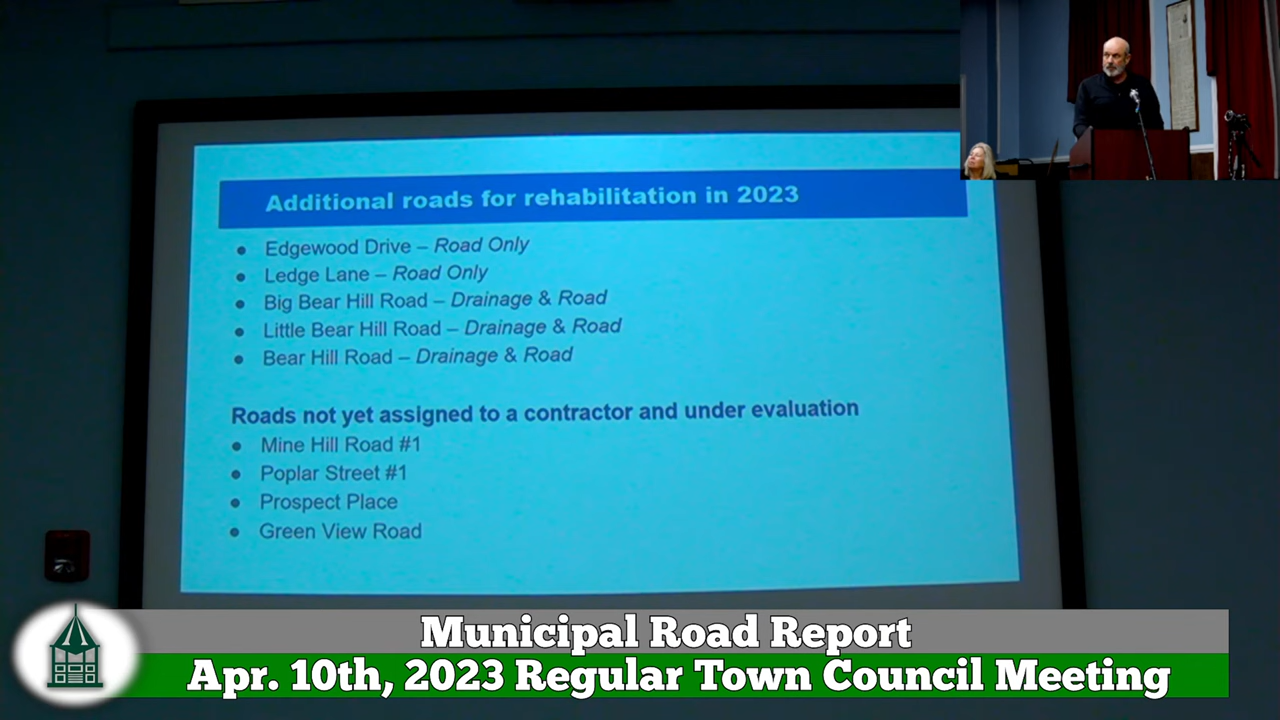 Additional roads for rehabilitation in 2023
● Edgewood Drive – Road Only
● Ledge Lane – Road Only
● Big Bear Hill Road – Drainage & Road
● Little Bear Hill Road – Drainage & Road
● Bear Hill Road – Drainage & Road
Roads not yet assigned to a contractor and under evaluation
● Mine Hill Road #1
● Poplar Street #1
● Prospect Place
● Green View Road
Municipal Road Report
Apr. 10th, 2023 Regular Town Council Meeting